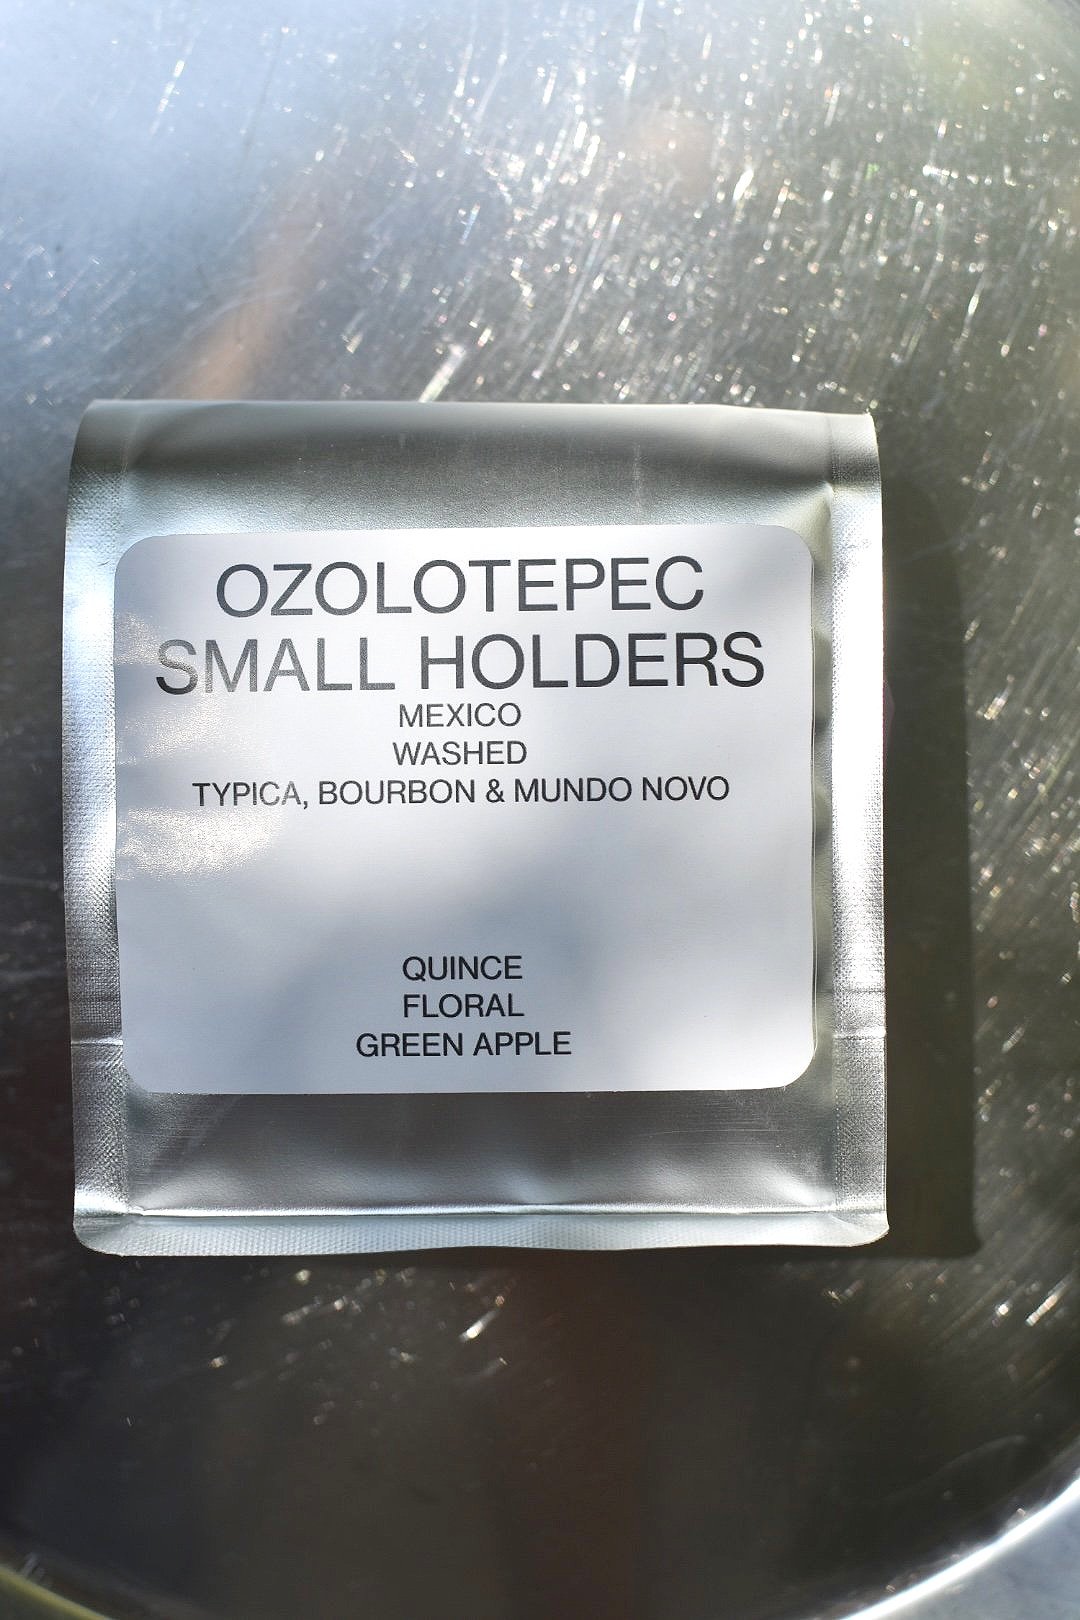 OZOLOTEPEC
SMALL HOLDERS
MEXICO
WASHED
TYPICA, BOURBON & MUNDO NOVO
QUINCE
FLORAL
GREEN APPLE